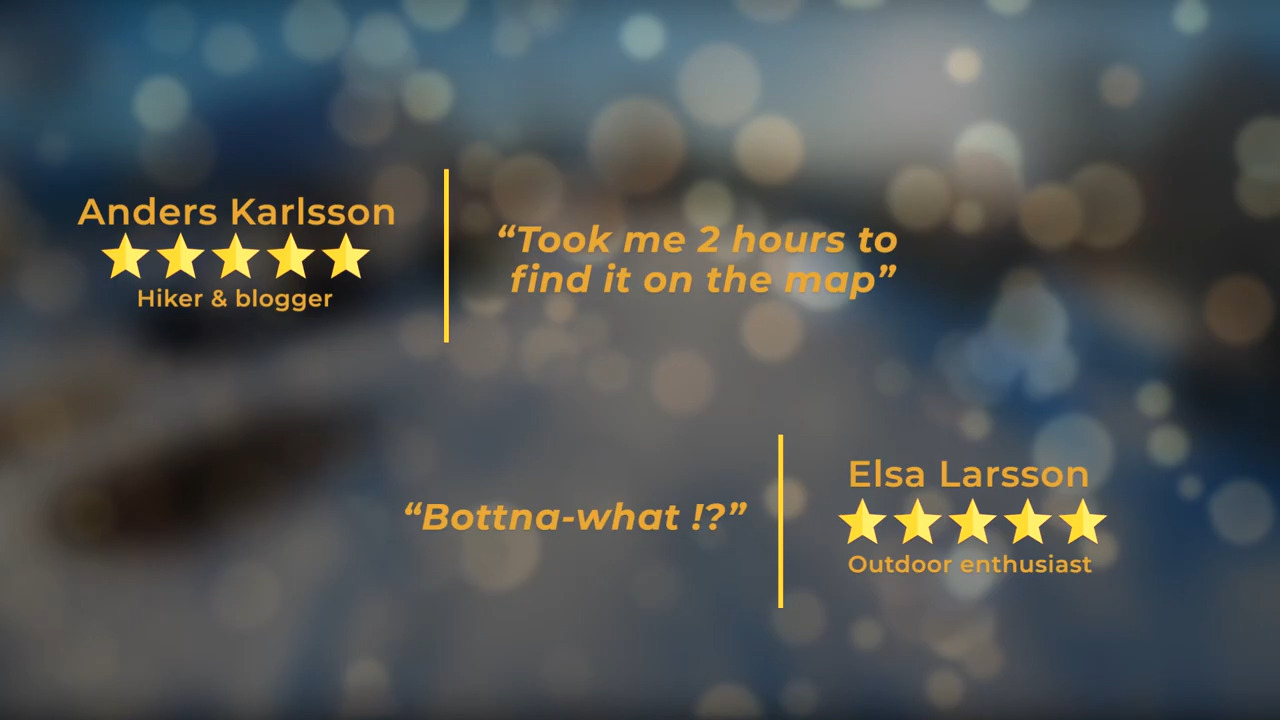 Anders Karlsson
Hiker & blogger
“Took me 2 hours to
find it on the map”
“Bottna-what !?”
Elsa Larsson
Outdoor enthusiast